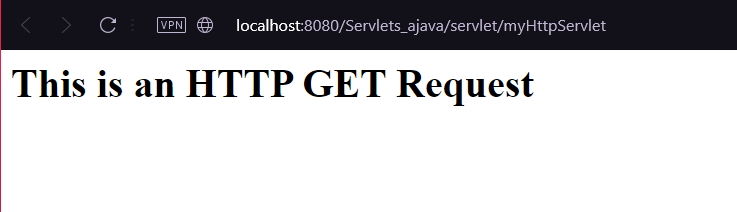 VPN localhost:8080/Servlets_ajava/servlet/myHttpServlet
This is an HTTP GET Request